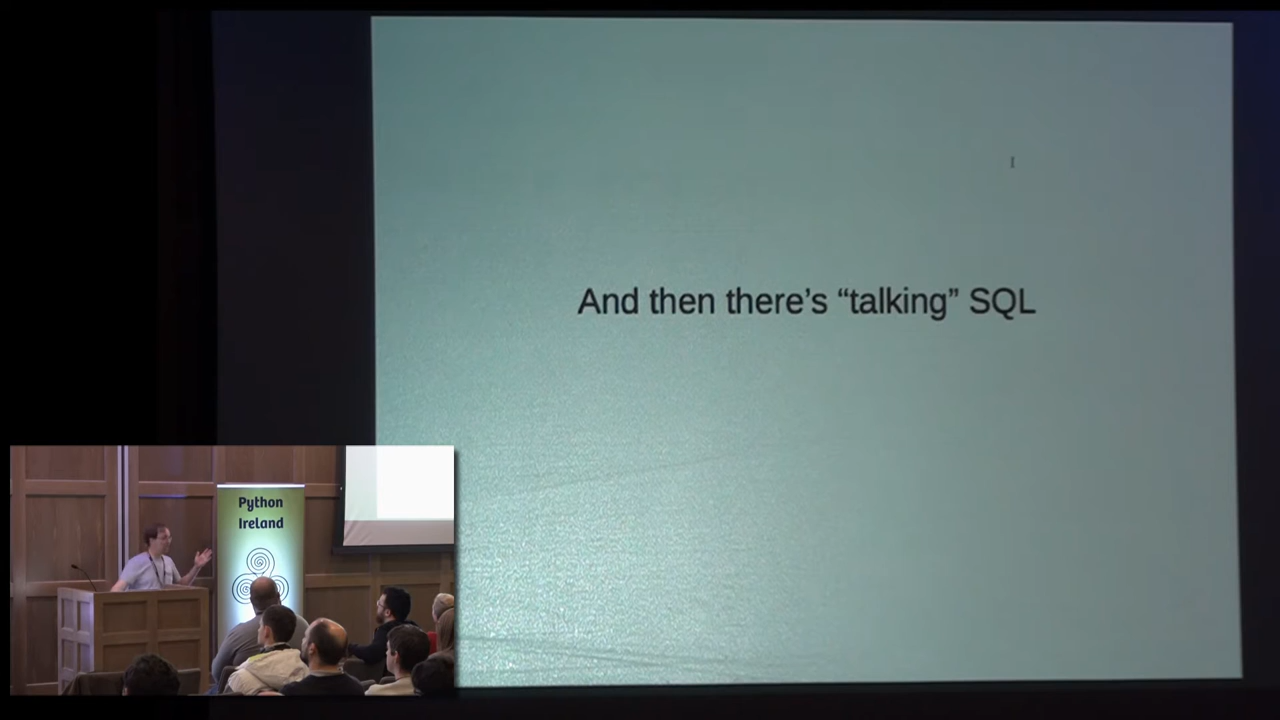 And then there’s “talking” SQL
Python
Ireland